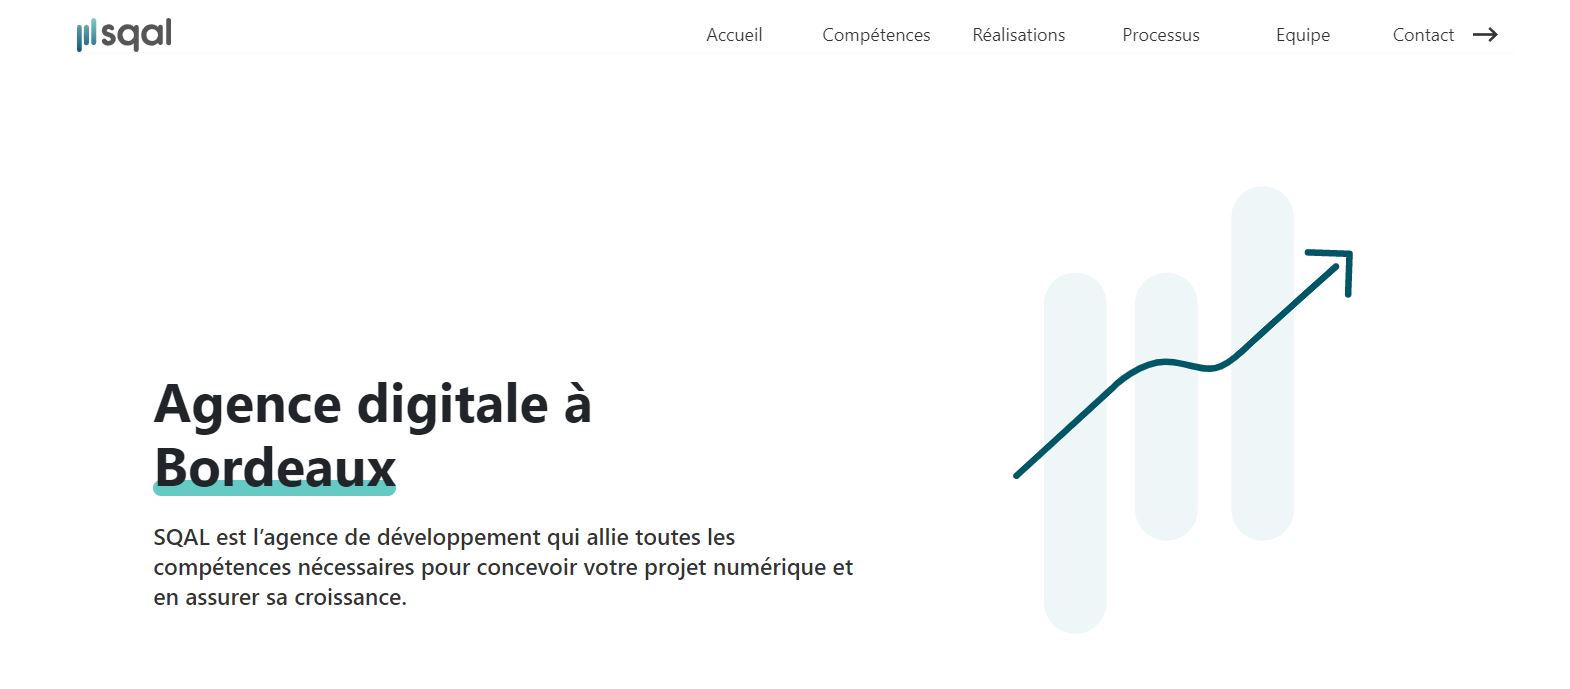 sqal
Accueil
Compétences
Réalisations
Processus
Equipe
Contact
Agence digitale à
Bordeaux
SQAL est l’agence de développement qui allie toutes les
compétences nécessaires pour concevoir votre projet numérique et
en assurer sa croissance.